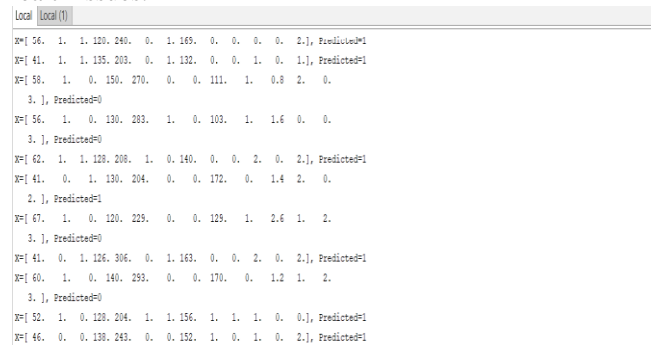 Local Local (1)
X=[ 56. 1. 1. 120. 240. 0. 1. 169. 0. 0. 0. 0. 2.], Predicted=1
X=[ 41. 1. 1. 135. 203. 0. 1. 132. 0. 0. 1. 0. 1.], Predicted=1
X=[ 58. 1. 0. 150. 270. 0. 0. 111. 1. 0.8 2. 0.
3. ], Predicted=0
X=[ 56. 1. 0. 130. 283. 1. 0. 103. 1. 1.6 0. 0.
3. ], Predicted=0
X=[ 62. 1. 1. 128. 208. 1. 0. 140. 0. 0. 2. 0. 2.], Predicted=1
X=[ 41. 0. 1. 130. 204. 0. 0. 172. 0. 1.4 2. 0.
2. ], Predicted=1
X=[ 67. 1. 0. 120. 229. 0. 0. 129. 1. 2.6 1. 2.
3. ], Predicted=0
X=[ 41. 0. 1. 126. 306. 0. 1. 163. 0. 0. 2. 0. 2.], Predicted=1
X=[ 60. 1. 0. 140. 293. 0. 0. 170. 0. 1.2 1. 2.
3. ], Predicted=0
X=[ 52. 1. 0. 128. 204. 1. 1. 156. 1. 1. 1. 0. 0.], Predicted=1
X=[ 46. 0. 0. 138. 243. 0. 0. 152. 1. 0. 1. 0. 2.], Predicted=1